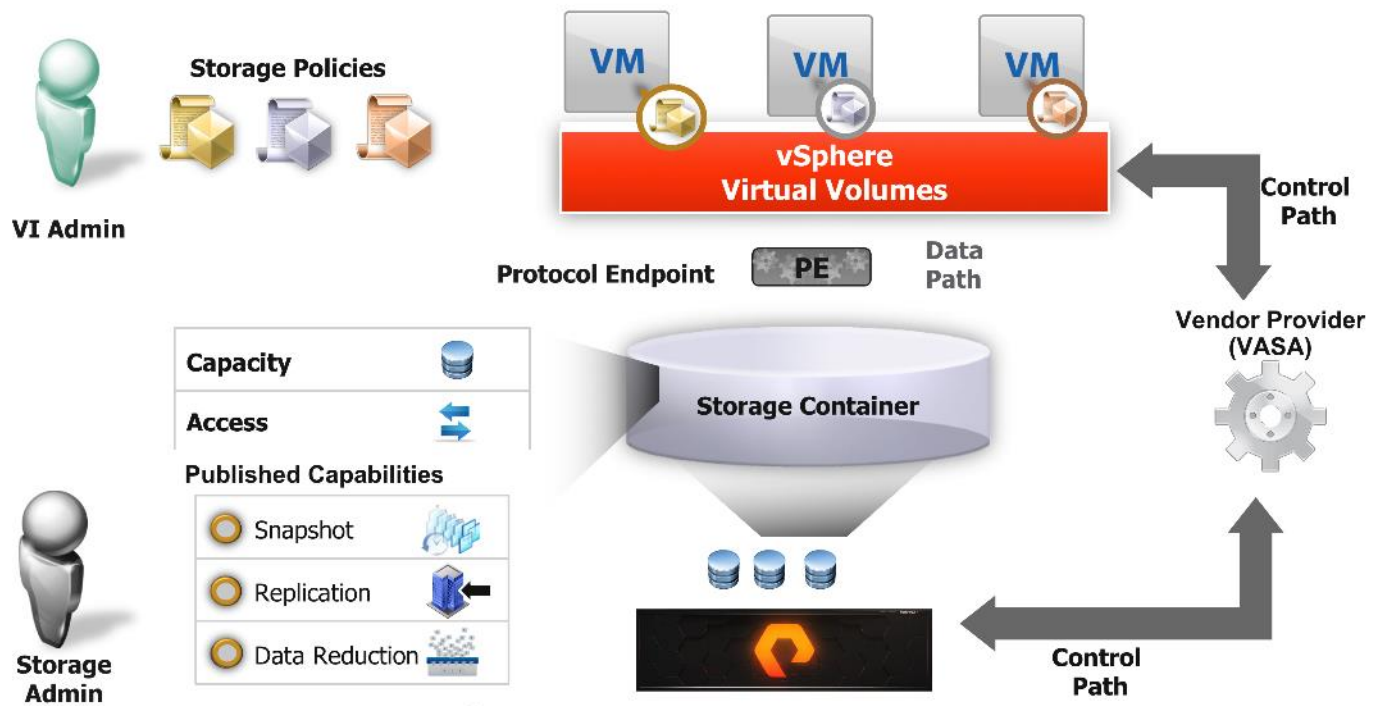 Storage Policies
VI Admin
VM
VM
VM
vSphere
Virtual Volumes
Control
Path
Protocol Endpoint
PE
Data
Path
Vendor Provider
(VASA)
Capacity
Access
Storage Container
Published Capabilities
Snapshot
Replication
Data Reduction
Storage
Admin
Control
Path